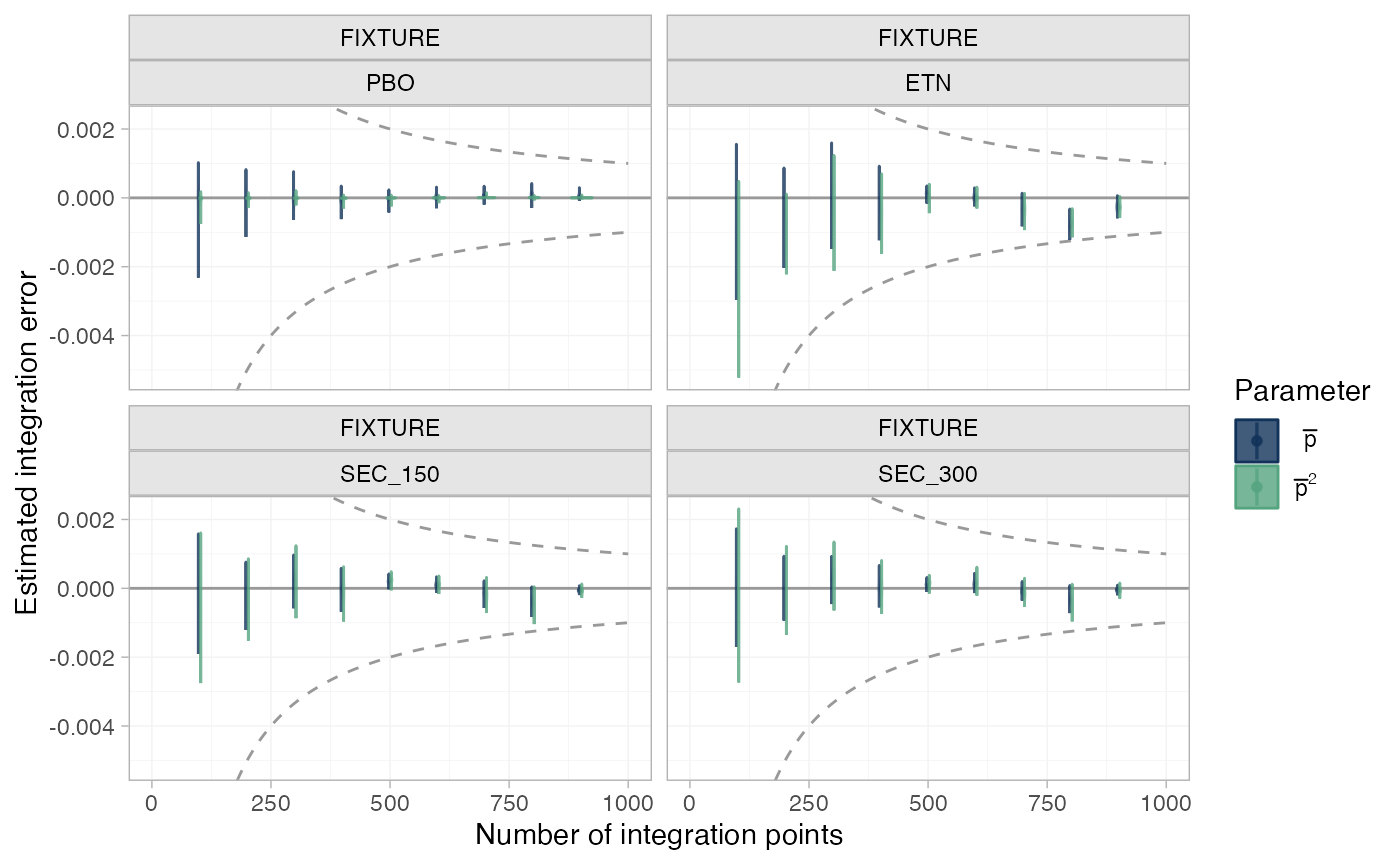 FIXTURE FIXTURE
PBO ETN
0.002
0.000
-0.002
-0.004
FIXTURE FIXTURE
SEC_150 SEC_300
0.002
0.000
-0.002
-0.004
0 250 500 750 1000 0 250 500 750 1000
Number of integration points
Estimated integration error
Parameter
p̅
p̅²